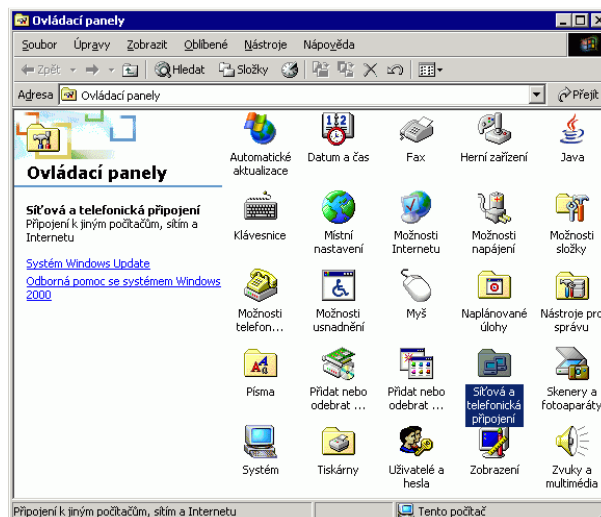 Ovládací panely
Soubor Úpravy Zobrazit Oblíbené Nástroje Nápověda
Zpět Hledat Složky
Adresa Ovládací panely Přejít
Ovládací panely
Síťová a telefonická připojení
Připojení k jiným počítačům, sítím a
Internetu
Systém Windows Update
Odborná pomoc se systémem Windows
2000
Automatické
aktualizace
Datum a čas
Fax
Herní zařízení
Java
Klávesnice
Místní
nastavení
Možnosti
Internetu
Možnosti
napájení
Možnosti
složky
Možnosti
telefon...
Možnosti
usnadnění
Myš
Naplánované
úlohy
Nástroje pro
správu
Písma
Přidat nebo
odebrat ...
Přidat nebo
odebrat ...
Síťová a
telefonická
připojení
Skenery a
fotoaparáty
Systém
Tiskárny
Uživatelé a
hesla
Zobrazení
Zvuky a
multimédia
Připojení k jiným počítačům, sítím a Internetu Tento počítač